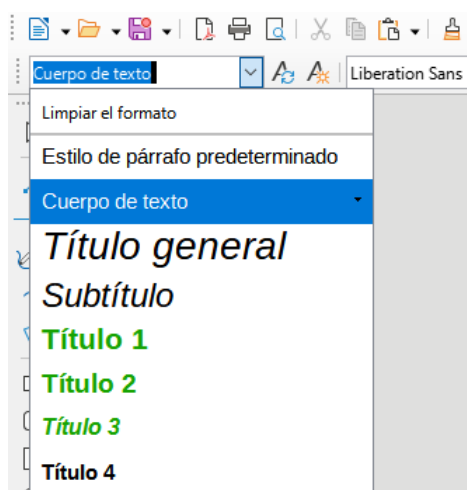 Cuerpo de texto
Liberation Sans
Limpiar el formato
Estilo de párrafo predeterminado
Cuerpo de texto
Título general
Subtítulo
Título 1
Título 2
Título 3
Título 4